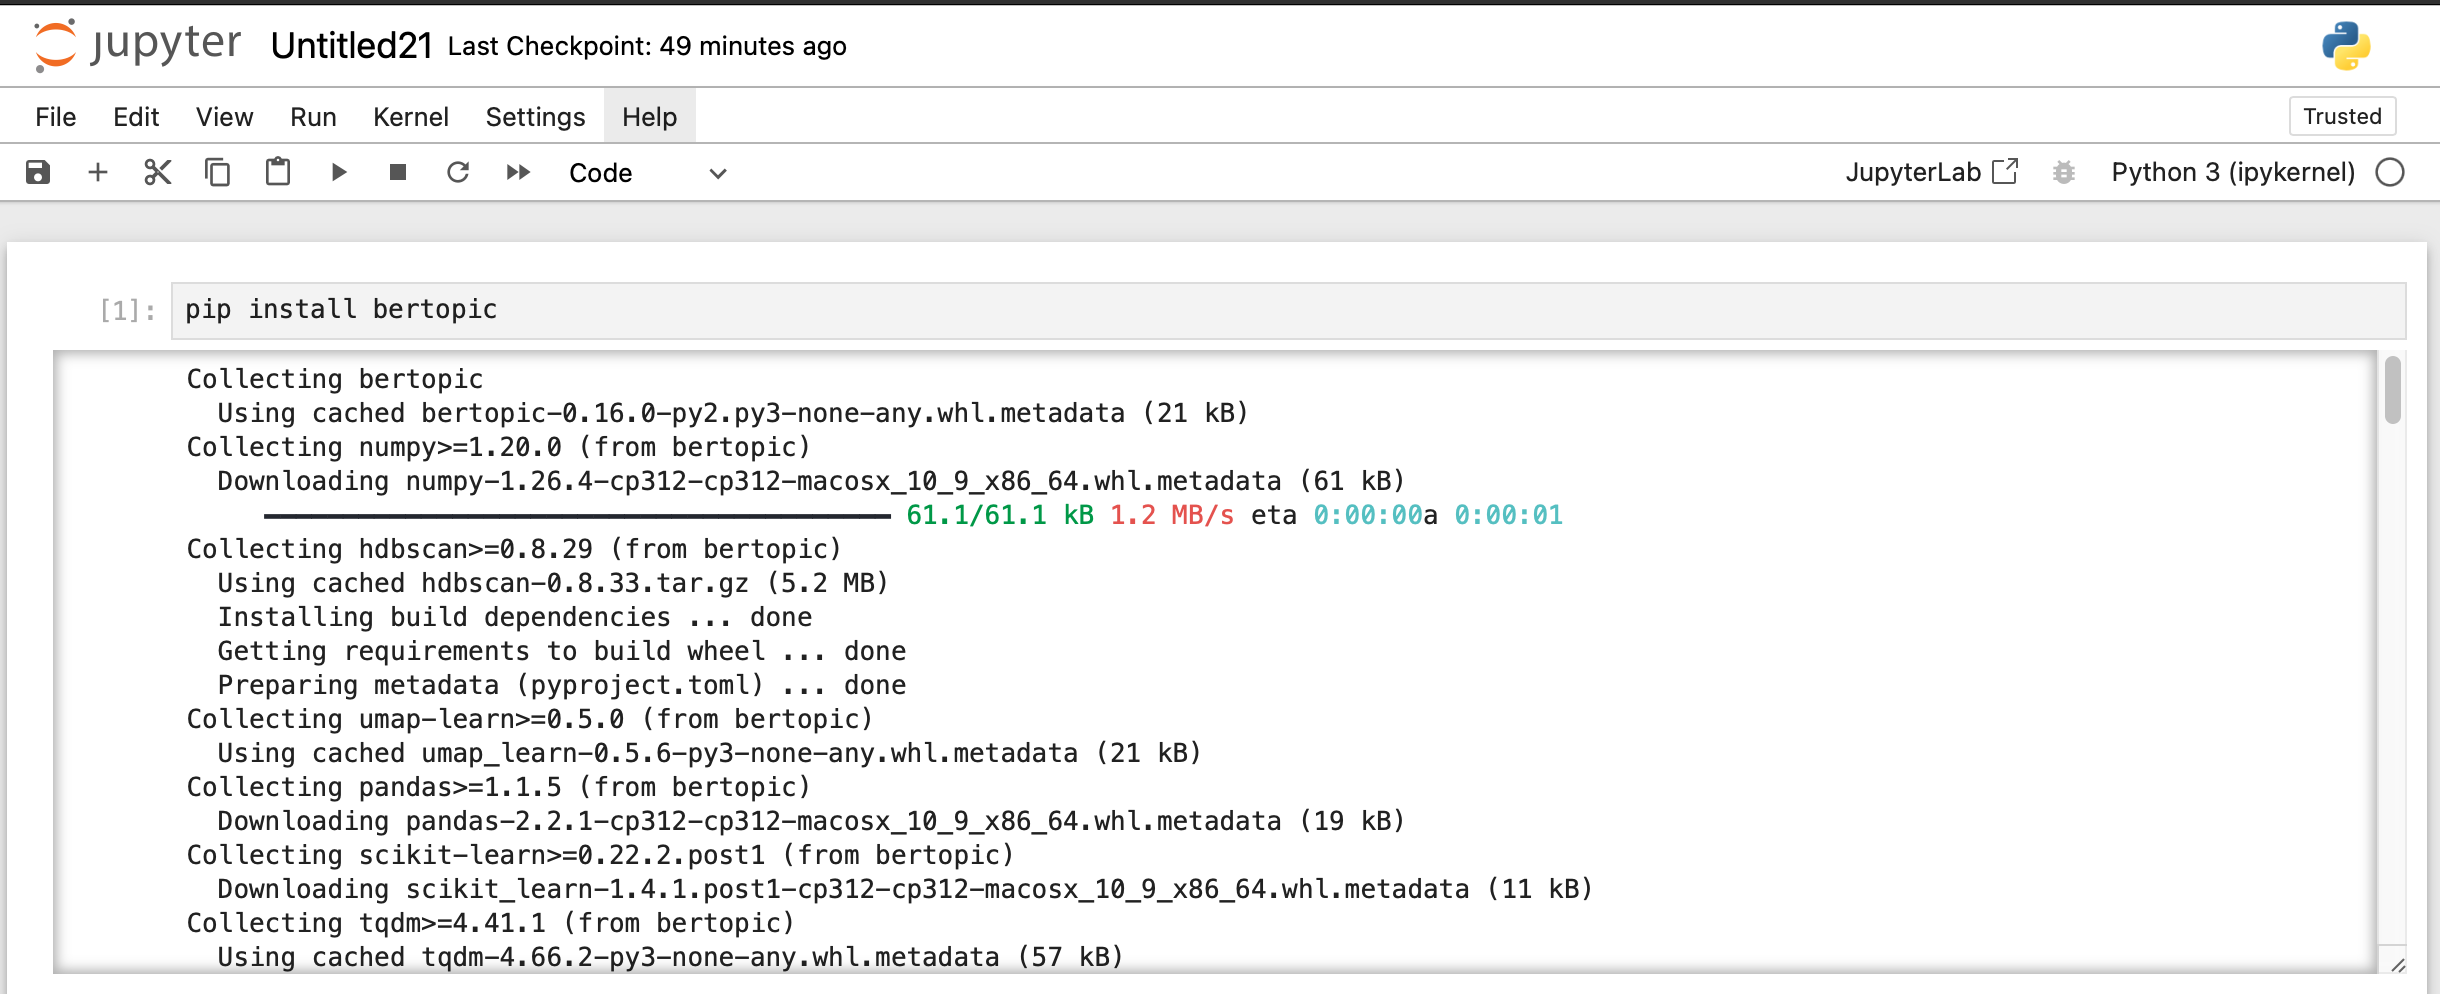 jupyter Untitled21 Last Checkpoint: 49 minutes ago
File Edit View Run Kernel Settings Help Trusted
Code JupyterLab Python 3 (ipykernel)
[1]: pip install bertopic
Collecting bertopic
Using cached bertopic-0.16.0-py2.py3-none-any.whl.metadata (21 kB)
Collecting numpy>=1.20.0 (from bertopic)
Downloading numpy-1.26.4-cp312-cp312-macosx_10_9_x86_64.whl.metadata (61 kB)
61.1/61.1 kB 1.2 MB/s eta 0:00:00a 0:00:01
Collecting hdbscan>=0.8.29 (from bertopic)
Using cached hdbscan-0.8.33.tar.gz (5.2 MB)
Installing build dependencies ... done
Getting requirements to build wheel ... done
Preparing metadata (pyproject.toml) ... done
Collecting umap-learn>=0.5.0 (from bertopic)
Using cached umap_learn-0.5.6-py3-none-any.whl.metadata (21 kB)
Collecting pandas>=1.1.5 (from bertopic)
Downloading pandas-2.2.1-cp312-cp312-macosx_10_9_x86_64.whl.metadata (19 kB)
Collecting scikit-learn>=0.22.2.post1 (from bertopic)
Downloading scikit_learn-1.4.1.post1-cp312-cp312-macosx_10_9_x86_64.whl.metadata (11 kB)
Collecting tqdm>=4.41.1 (from bertopic)
Using cached tqdm-4.66.2-py3-none-any.whl.metadata (57 kB)